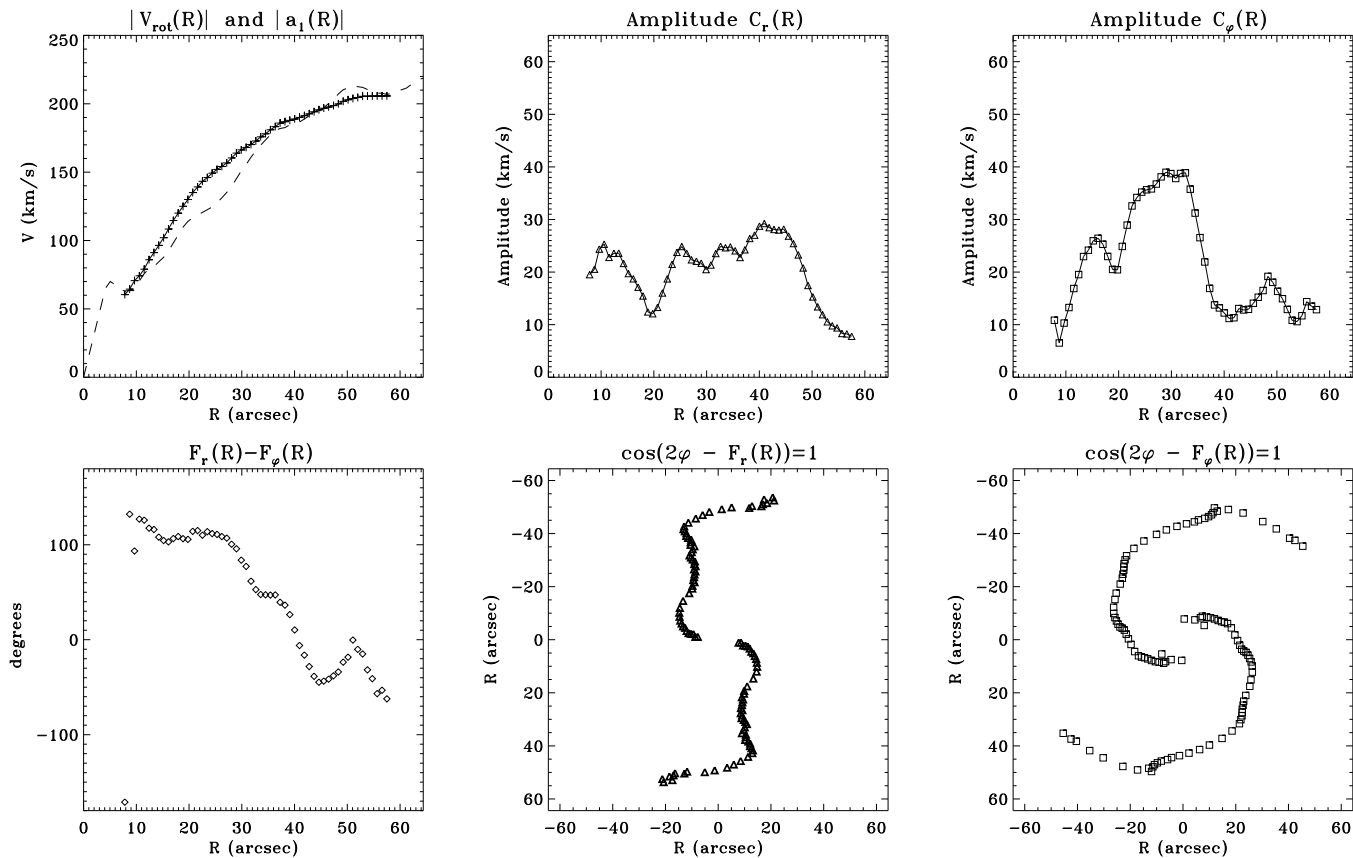 |V_rot(R)| and |a_1(R)|
Amplitude C_r(R)
Amplitude C_φ(R)
250
200
150
100
50
0
V (km/s)
0 10 20 30 40 50 60
R (arcsec)
60
50
40
30
20
10
0
Amplitude (km/s)
0 10 20 30 40 50 60
R (arcsec)
60
50
40
30
20
10
0
Amplitude (km/s)
0 10 20 30 40 50 60
R (arcsec)
F_r(R)−F_φ(R)
cos(2φ − F_r(R))=1
cos(2φ − F_φ(R))=1
100
0
−100
degrees
0 10 20 30 40 50 60
R (arcsec)
−60
−40
−20
0
20
40
60
R (arcsec)
−60 −40 −20 0 20 40 60
R (arcsec)
−60
−40
−20
0
20
40
60
R (arcsec)
−60 −40 −20 0 20 40 60
R (arcsec)